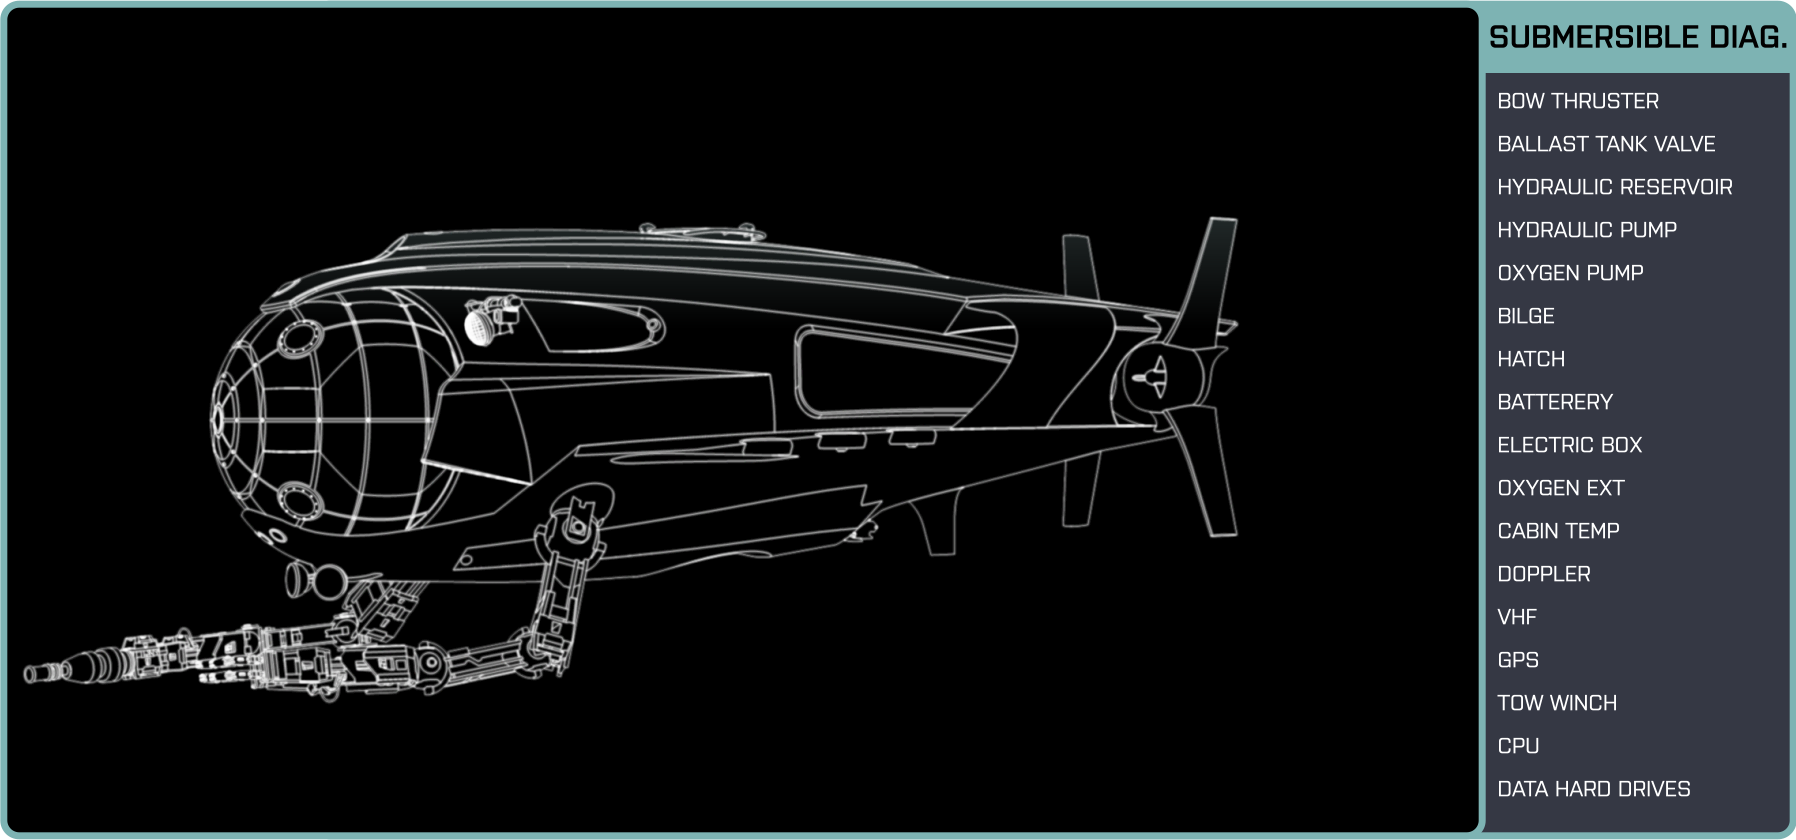 SUBMERSIBLE DIAG.
BOW THRUSTER
BALLAST TANK VALVE
HYDRAULIC RESERVOIR
HYDRAULIC PUMP
OXYGEN PUMP
BILGE
HATCH
BATTERERY
ELECTRIC BOX
OXYGEN EXT
CABIN TEMP
DOPPLER
VHF
GPS
TOW WINCH
CPU
DATA HARD DRIVES